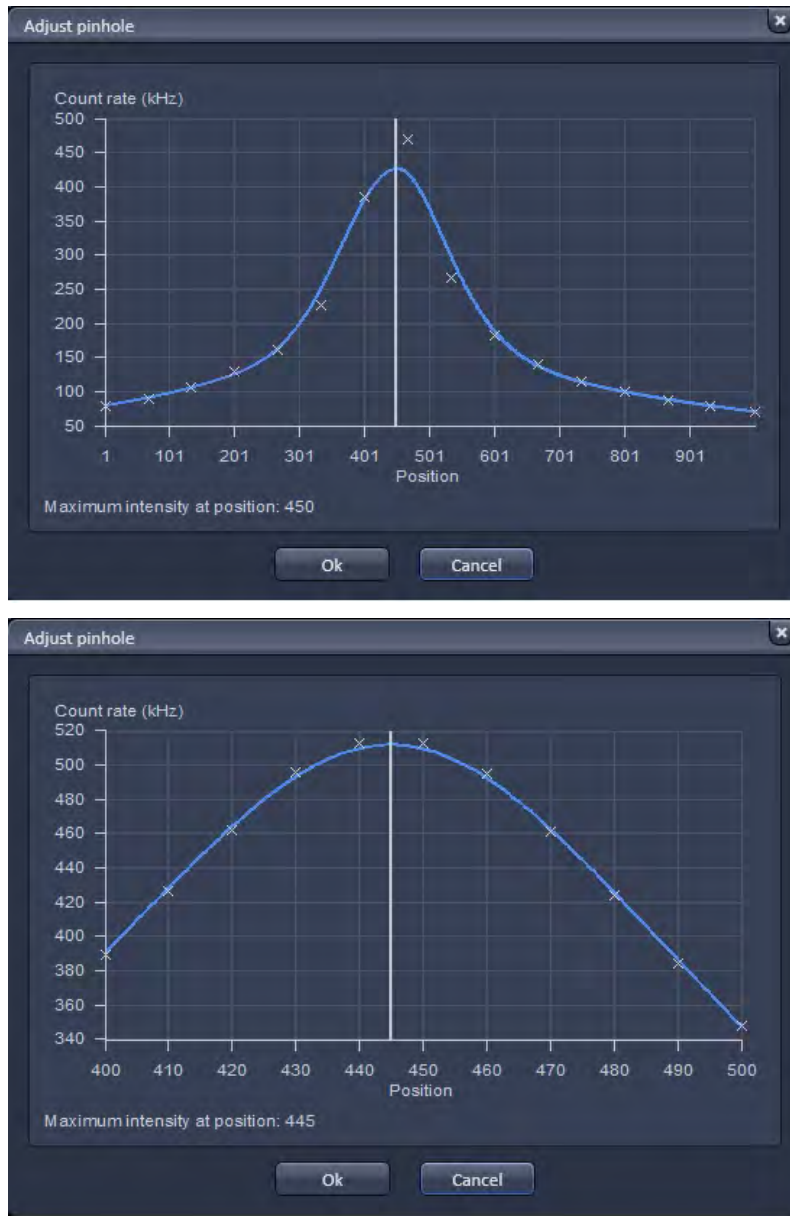 Adjust pinhole
Count rate (kHz)
500
450
400
350
300
250
200
150
100
50
1 101 201 301 401 501 601 701 801 901
Position
Maximum intensity at position: 450
Ok Cancel
Adjust pinhole
Count rate (kHz)
520
500
480
460
440
420
400
380
360
340
400 410 420 430 440 450 460 470 480 490 500
Position
Maximum intensity at position: 445
Ok Cancel